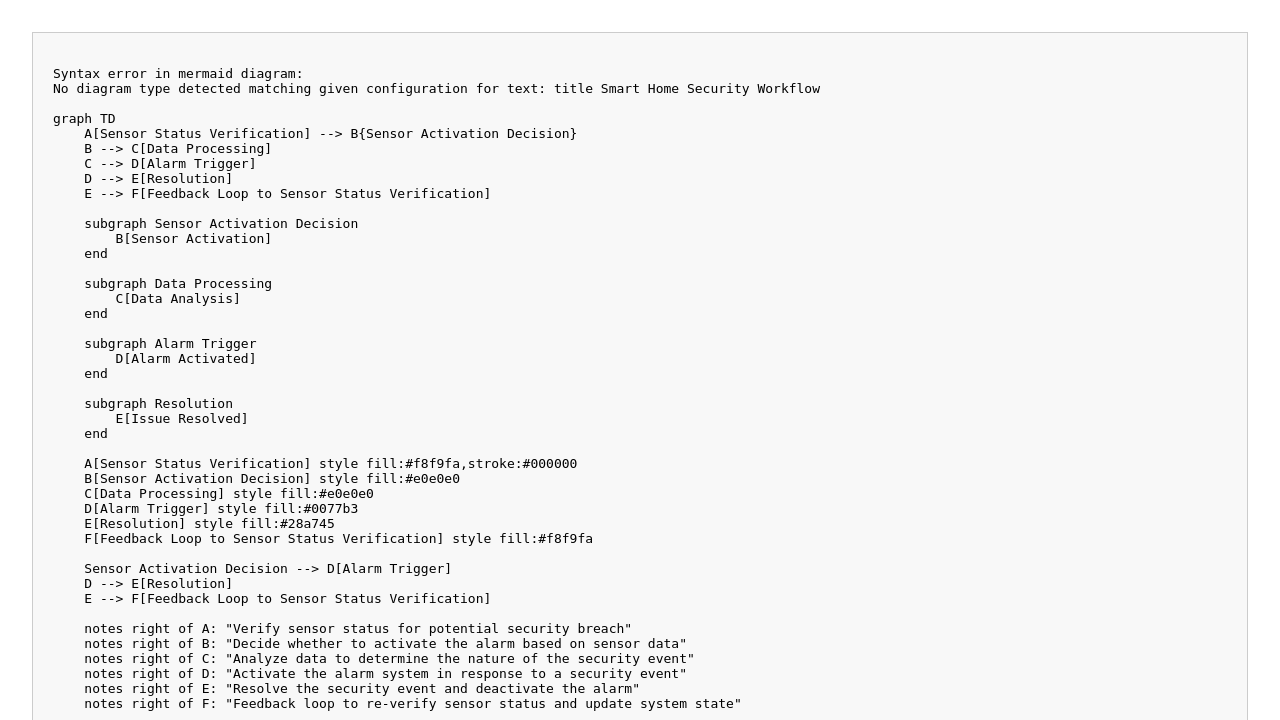 Syntax error in mermaid diagram:
No diagram type detected matching given configuration for text: title Smart Home Security Workflow
graph TD
A[Sensor Status Verification] --> B{Sensor Activation Decision}
B --> C[Data Processing]
C --> D[Alarm Trigger]
D --> E[Resolution]
E --> F[Feedback Loop to Sensor Status Verification]
subgraph Sensor Activation Decision
B[Sensor Activation]
end
subgraph Data Processing
C[Data Analysis]
end
subgraph Alarm Trigger
D[Alarm Activated]
end
subgraph Resolution
E[Issue Resolved]
end
A[Sensor Status Verification] style fill:#f8f9fa,stroke:#000000
B[Sensor Activation Decision] style fill:#e0e0e0
C[Data Processing] style fill:#e0e0e0
D[Alarm Trigger] style fill:#0077b3
E[Resolution] style fill:#28a745
F[Feedback Loop to Sensor Status Verification] style fill:#f8f9fa
Sensor Activation Decision --> D[Alarm Trigger]
D --> E[Resolution]
E --> F[Feedback Loop to Sensor Status Verification]
notes right of A: "Verify sensor status for potential security breach"
notes right of B: "Decide whether to activate the alarm based on sensor data"
notes right of C: "Analyze data to determine the nature of the security event"
notes right of D: "Activate the alarm system in response to a security event"
notes right of E: "Resolve the security event and deactivate the alarm"
notes right of F: "Feedback loop to re-verify sensor status and update system state"